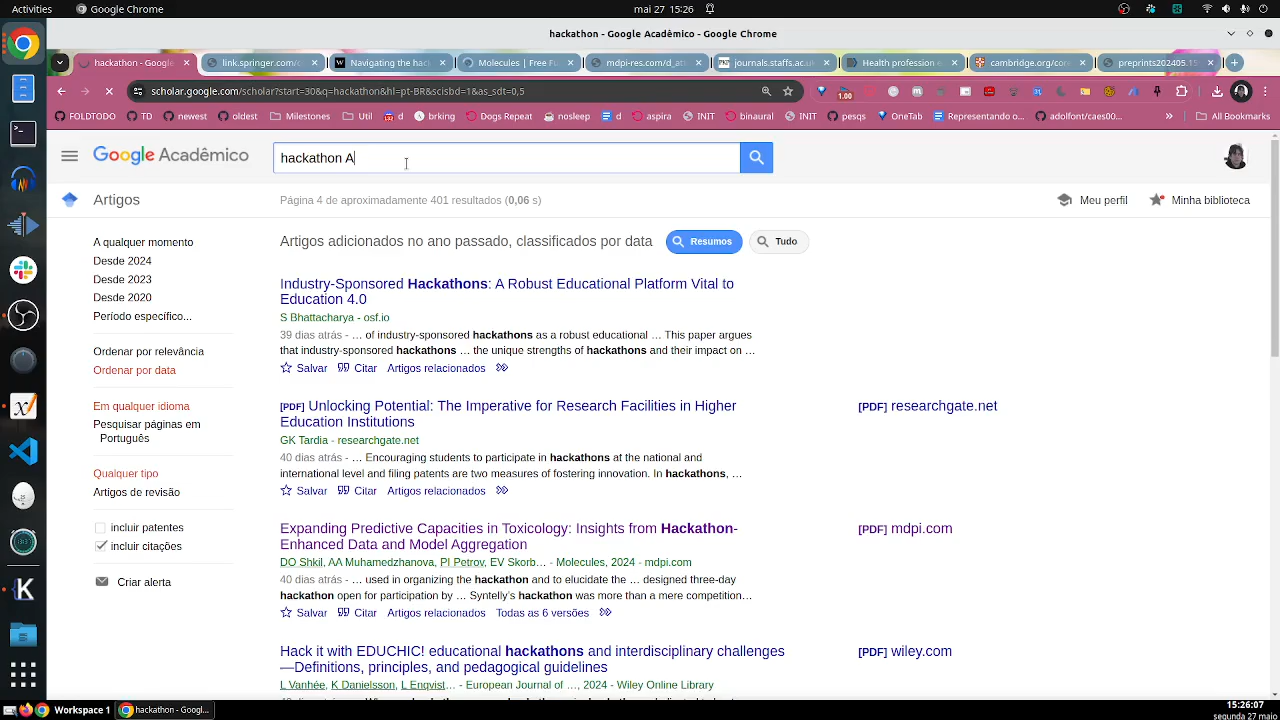 Activities
Google Chrome
mai 27 15:26
hackathon - Google Acadêmico - Google Chrome
hackathon - Google
link.springer.com/c
Navigating the hac
Molecules | Free Fu
mdpi-res.com/d_att
journals.staffs.ac.uk
Health profession e
cambridge.org/core
preprints202405.15
scholar.google.com/scholar?start=30&q=hackathon&hl=pt-BR&scisbd=1&as_sdt=0,5
1.00
FOLDTODO
TD
newest
oldest
Milestones
Util
d
brking
Dogs Repeat
nosleep
d
aspira
INIT
binaural
INIT
pesqs
OneTab
Representando o ...
adolfont/caes00...
»
All Bookmarks
Google Acadêmico
hackathon A
Artigos
Página 4 de aproximadamente 401 resultados (0,06 s)
Meu perfil
Minha biblioteca
A qualquer momento
Desde 2024
Desde 2023
Desde 2020
Período específico...
Ordenar por relevância
Ordenar por data
Em qualquer idioma
Pesquisar páginas em
Português
Qualquer tipo
Artigos de revisão
incluir patentes
incluir citações
Criar alerta
Artigos adicionados no ano passado, classificados por data
Resumos
Tudo
Industry-Sponsored Hackathons: A Robust Educational Platform Vital to
Education 4.0
S Bhattacharya - osf.io
39 dias atrás - … of industry-sponsored hackathons as a robust educational … This paper argues
that industry-sponsored hackathons … the unique strengths of hackathons and their impact on …
Salvar Citar Artigos relacionados
[PDF] Unlocking Potential: The Imperative for Research Facilities in Higher
Education Institutions
[PDF] researchgate.net
GK Tardia - researchgate.net
40 dias atrás - … Encouraging students to participate in hackathons at the national and
international level and filing patents are two measures of fostering innovation. In hackathons, …
Salvar Citar Artigos relacionados
Expanding Predictive Capacities in Toxicology: Insights from Hackathon-
Enhanced Data and Model Aggregation
[PDF] mdpi.com
DO Shkil, AA Muhamedzhanova, PI Petrov, EV Skorb… - Molecules, 2024 - mdpi.com
40 dias atrás - … used in organizing the hackathon and to elucidate the … designed three-day
hackathon open for participation by … Syntelly's hackathon was more than a mere competition…
Salvar Citar Artigos relacionados Todas as 6 versões
Hack it with EDUCHIC! educational hackathons and interdisciplinary challenges
—Definitions, principles, and pedagogical guidelines
[PDF] wiley.com
L Vanhée, K Danielsson, L Enqvist… - European Journal of …, 2024 - Wiley Online Library
Workspace 1
hackathon - Googl...
15:26:07
segunda 27 maio